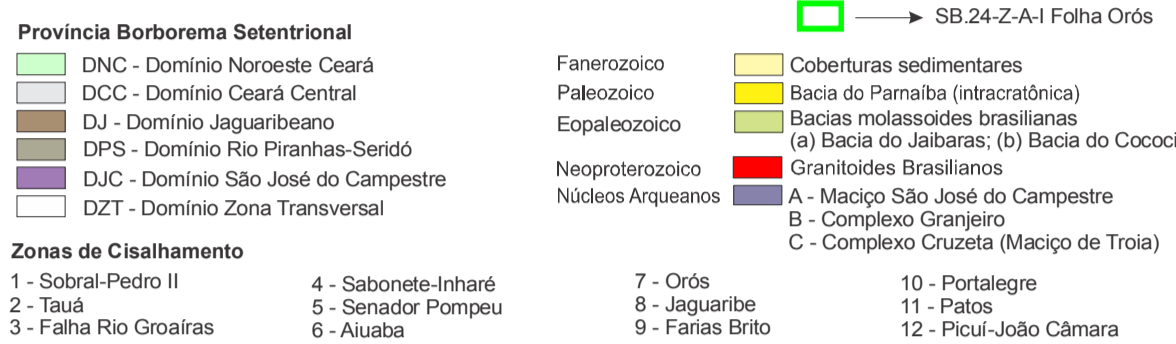 SB.24-Z-A-I Folha Orós
Província Borborema Setentrional
DNC - Domínio Noroeste Ceará
DCC - Domínio Ceará Central
DJ - Domínio Jaguaribeano
DPS - Domínio Rio Piranhas-Seridó
DJC - Domínio São José do Campestre
DZT - Domínio Zona Transversal
Fanerozoico Coberturas sedimentares
Paleozoico Bacia do Parnaíba (intracratônica)
Eopaleozoico Bacias molassoides brasilianas
(a) Bacia do Jaibaras; (b) Bacia do Cococi
Neoproterozoico Granitoides Brasilianos
Núcleos Arqueanos A - Maciço São José do Campestre
B - Complexo Granjeiro
C - Complexo Cruzeta (Maciço de Troia)
Zonas de Cisalhamento
1 - Sobral-Pedro II
2 - Tauá
3 - Falha Rio Groaíras
4 - Sabonete-Inharé
5 - Senador Pompeu
6 - Aiuaba
7 - Orós
8 - Jaguaribe
9 - Farias Brito
10 - Portalegre
11 - Patos
12 - Picuí-João Câmara